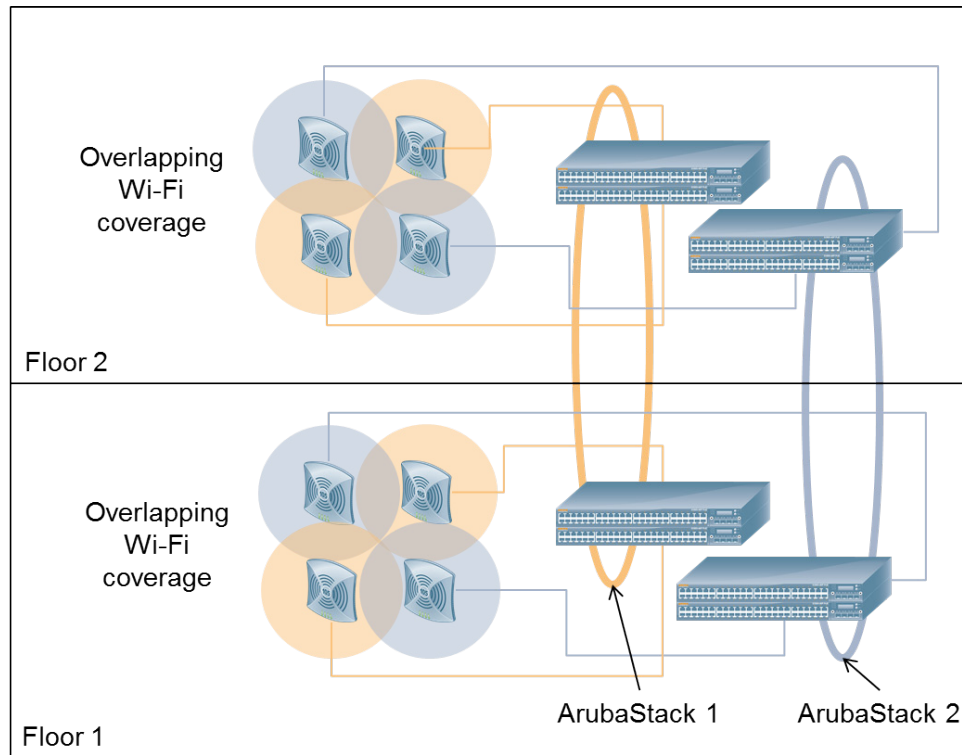 Overlapping
Wi-Fi
coverage
Floor 2
Overlapping
Wi-Fi
coverage
ArubaStack 1
ArubaStack 2
Floor 1